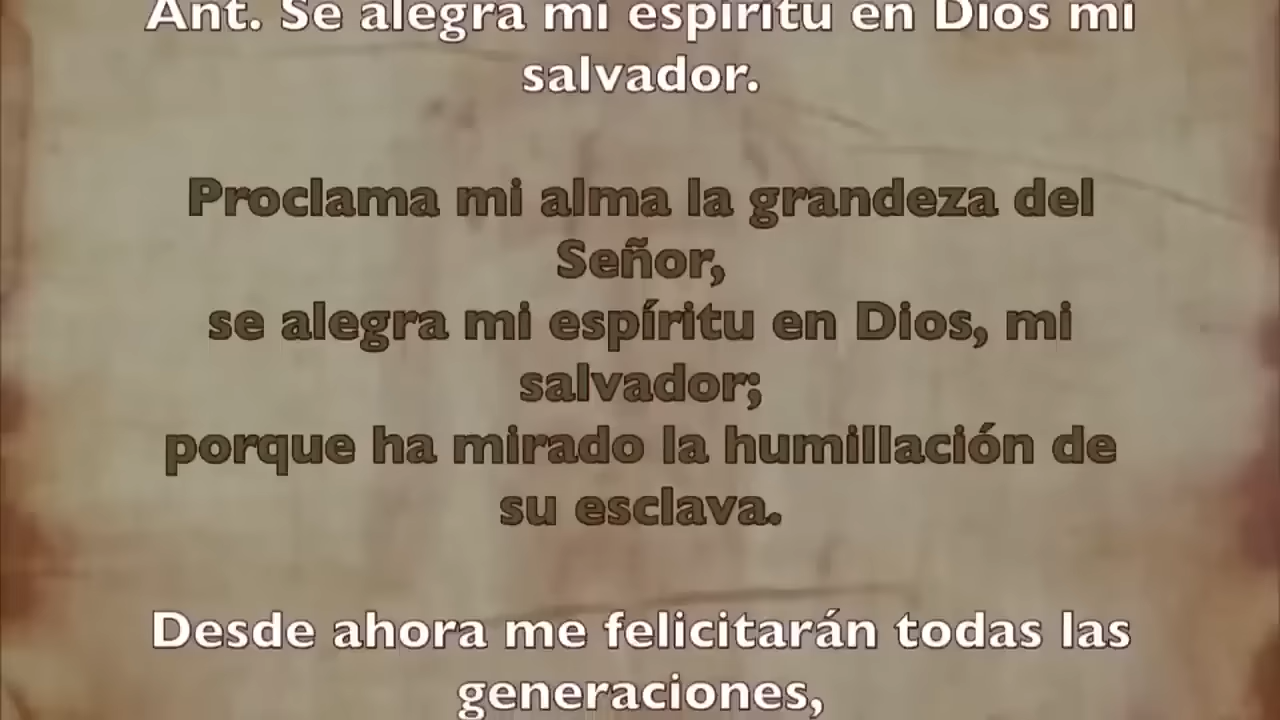 Ant. Se alegra mi espíritu en Dios mi
salvador.
Proclama mi alma la grandeza del
Señor,
se alegra mi espíritu en Dios, mi
salvador;
porque ha mirado la humillación de
su esclava.
Desde ahora me felicitarán todas las
generaciones,